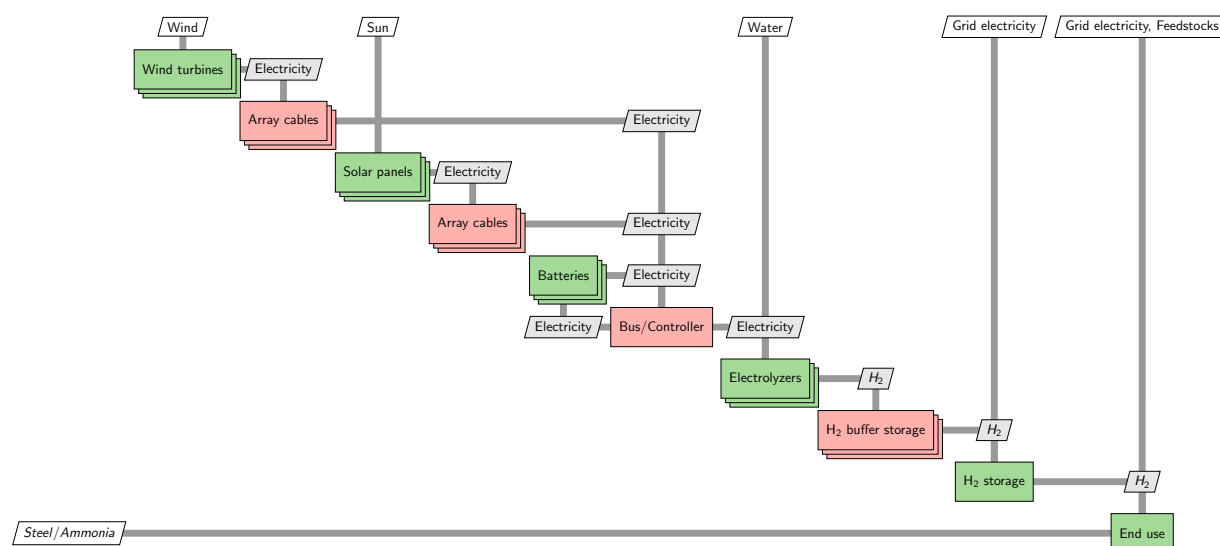 Wind
Sun
Water
Grid electricity
Grid electricity, Feedstocks
Wind turbines
Electricity
Array cables
Electricity
Solar panels
Electricity
Array cables
Electricity
Batteries
Electricity
Electricity
Bus/Controller
Electricity
Electrolyzers
H₂
H₂ buffer storage
H₂
H₂ storage
H₂
Steel/Ammonia
End use